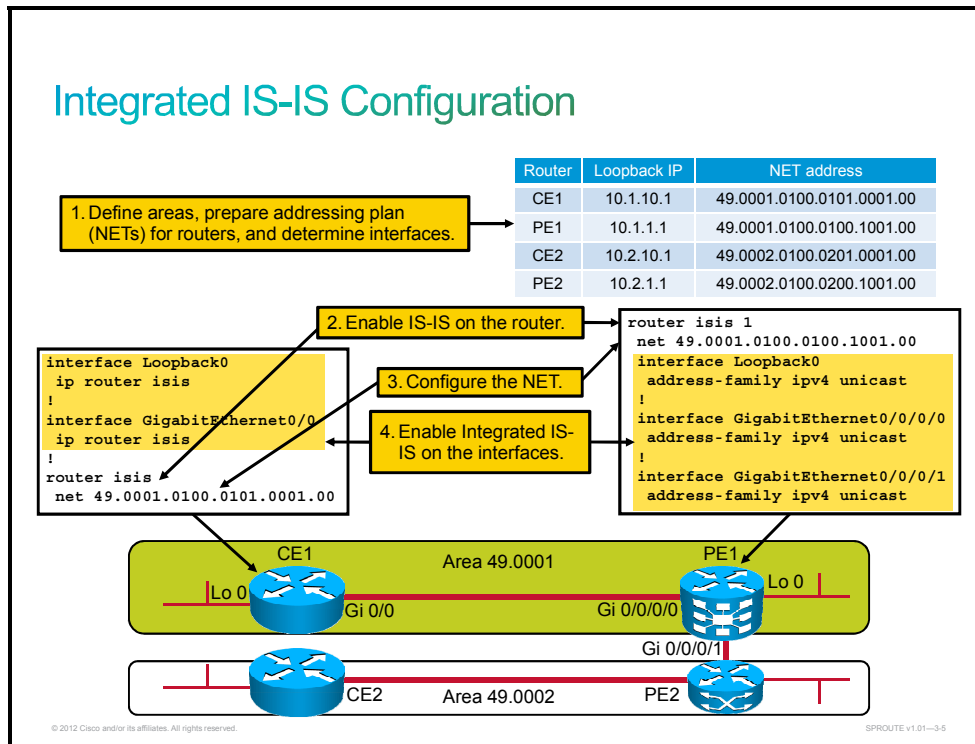 Integrated IS-IS Configuration
Router Loopback IP NET address
CE1 10.1.10.1 49.0001.0100.0101.0001.00
PE1 10.1.1.1 49.0001.0100.0100.1001.00
CE2 10.2.10.1 49.0002.0100.0201.0001.00
PE2 10.2.1.1 49.0002.0100.0200.1001.00
1. Define areas, prepare addressing plan
(NETs) for routers, and determine interfaces.
2. Enable IS-IS on the router.
interface Loopback0
ip router isis
!
interface GigabitEthernet0/0
ip router isis
!
router isis
net 49.0001.0100.0101.0001.00
3. Configure the NET.
4. Enable Integrated IS-
IS on the interfaces.
router isis 1
net 49.0001.0100.0100.1001.00
interface Loopback0
address-family ipv4 unicast
!
interface GigabitEthernet0/0/0/0
address-family ipv4 unicast
!
interface GigabitEthernet0/0/0/1
address-family ipv4 unicast
CE1
Area 49.0001
PE1
Lo 0
Lo 0
Gi 0/0
Gi 0/0/0/0
Gi 0/0/0/1
CE2
Area 49.0002
PE2
© 2012 Cisco and/or its affiliates. All rights reserved.
SPROUTE v1.01—3-5